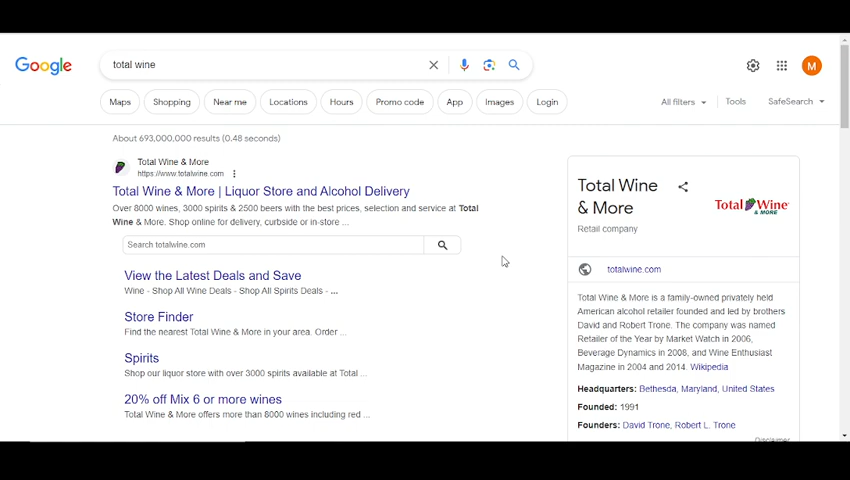 Google
total wine
M
Maps
Shopping
Near me
Locations
Hours
Promo code
App
Images
Login
All filters
Tools
SafeSearch
About 693,000,000 results (0.48 seconds)
Total Wine & More
https://www.totalwine.com
Total Wine & More | Liquor Store and Alcohol Delivery
Over 8000 wines, 3000 spirits & 2500 beers with the best prices, selection and service at Total
Wine & More. Shop online for delivery, curbside or in-store ...
Search totalwine.com
View the Latest Deals and Save
Wine - Shop All Wine Deals - Shop All Spirits Deals - ...
Store Finder
Find the nearest Total Wine & More in your area. Order ...
Spirits
Shop our liquor store with over 3000 spirits available at Total ...
20% off Mix 6 or more wines
Total Wine & More offers more than 8000 wines including red ...
Total Wine
& More
Retail company
Total Wine
& MORE
totalwine.com
Total Wine & More is a family-owned privately held
American alcohol retailer founded and led by brothers
David and Robert Trone. The company was named
Retailer of the Year by Market Watch in 2006,
Beverage Dynamics in 2008, and Wine Enthusiast
Magazine in 2004 and 2014. Wikipedia
Headquarters: Bethesda, Maryland, United States
Founded: 1991
Founders: David Trone, Robert L. Trone
Disclaimer